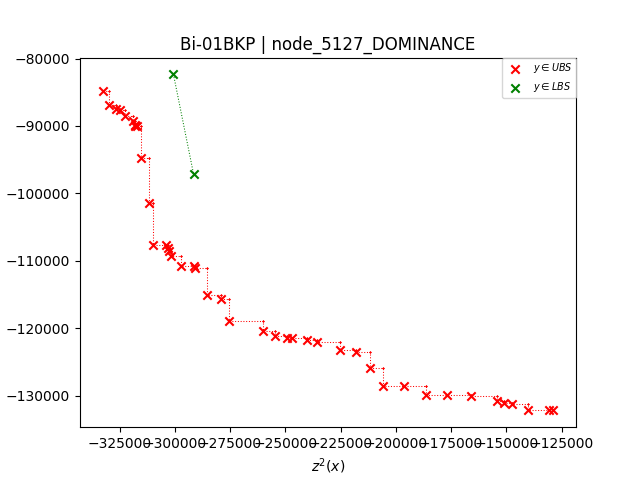 Bi-01BKP | node_5127_DOMINANCE
y ∈ UBS
y ∈ LBS
−80000
−90000
−100000
−110000
−120000
−130000
−325000−300000−275000−250000−225000−200000−175000−150000−125000
z²(x)